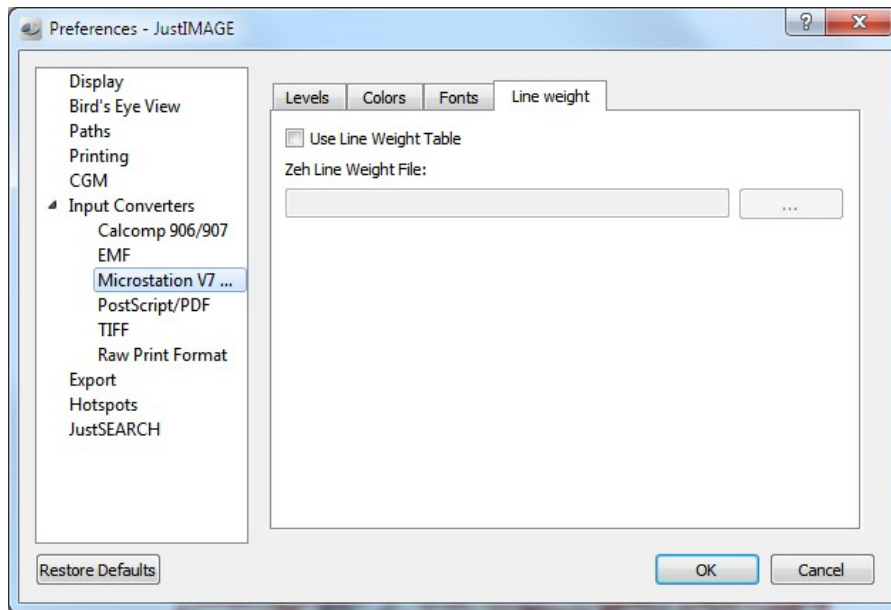 Preferences - JustIMAGE
Display
Bird's Eye View
Paths
Printing
CGM
Input Converters
Calcomp 906/907
EMF
Microstation V7 ...
PostScript/PDF
TIFF
Raw Print Format
Export
Hotspots
JustSEARCH
Levels Colors Fonts Line weight
Use Line Weight Table
Zeh Line Weight File:
...
Restore Defaults OK Cancel